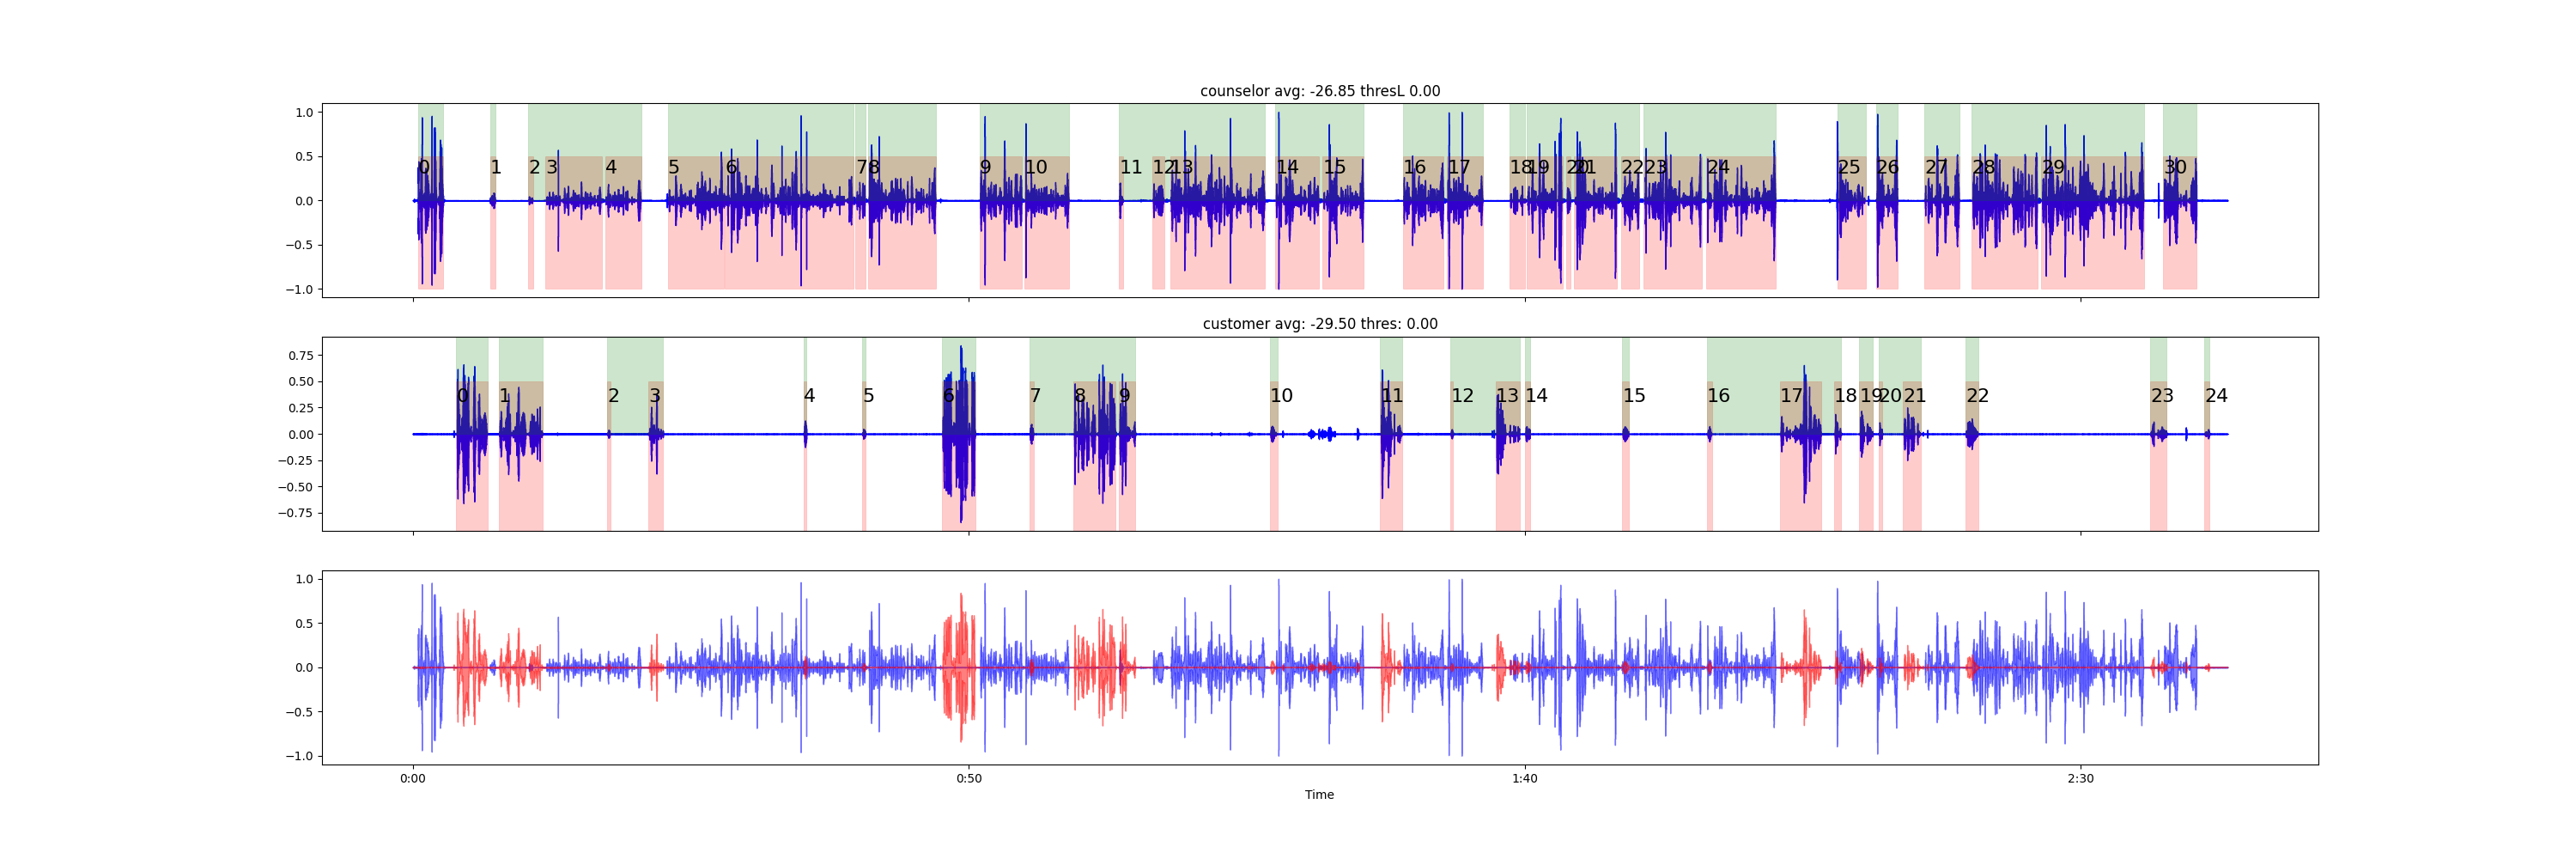 counselor avg: -26.85 thresL 0.00
1.0
0.5
0.0
−0.5
−1.0
0 1 2 3 4 5 6 7 8 9 10 11 12 13 14 15 16 17 18 19 20 21 22 23 24 25 26 27 28 29 30
customer avg: -29.50 thres: 0.00
0.75
0.50
0.25
0.00
−0.25
−0.50
−0.75
0 1 2 3 4 5 6 7 8 9 10 11 12 13 14 15 16 17 18 19 20 21 22 23 24
1.0
0.5
0.0
−0.5
−1.0
0:00 0:50 1:40 2:30
Time